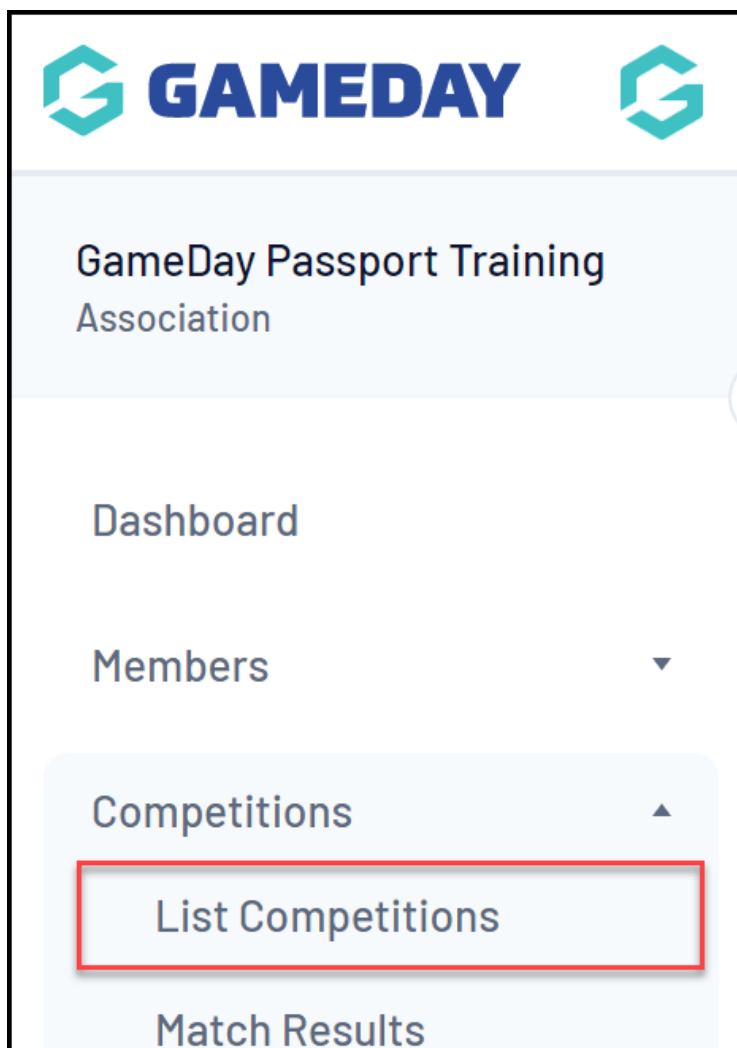 GAMEDAY
GameDay Passport Training
Association
Dashboard
Members
Competitions
List Competitions
Match Results